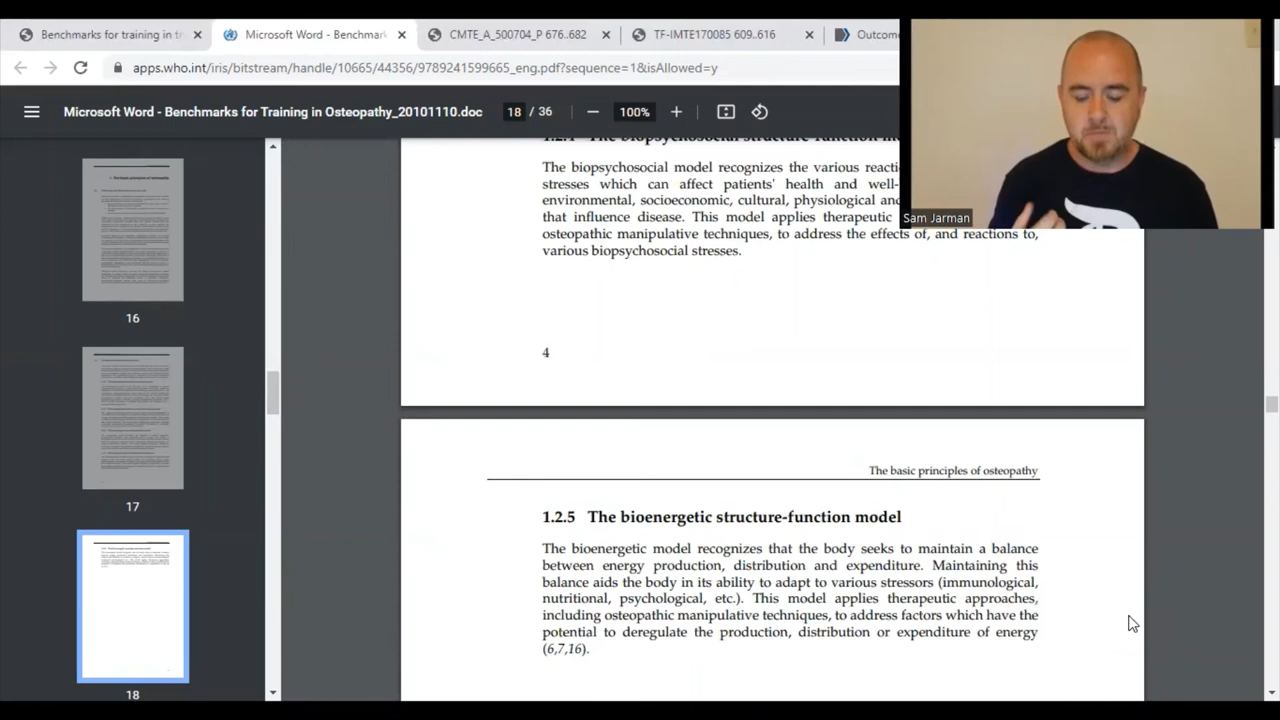 Benchmarks for training in tr
Microsoft Word - Benchmar
CMTE_A_500704_P 676..682
TF-IMTE170085 609..616
Outcome
apps.who.int/iris/bitstream/handle/10665/44356/9789241599665_eng.pdf?sequence=1&isAllowed=y
Microsoft Word - Benchmarks for Training in Osteopathy_20101110.doc
18 / 36
100%
Sam Jarman
16
17
18
The biopsychosocial model recognizes the various reacti
stresses which can affect patients' health and well-
environmental, socioeconomic, cultural, physiological an
that influence disease. This model applies therapeutic
osteopathic manipulative techniques, to address the effects of, and reactions to,
various biopsychosocial stresses.
4
The basic principles of osteopathy
1.2.5 The bioenergetic structure-function model
The bioenergetic model recognizes that the body seeks to maintain a balance
between energy production, distribution and expenditure. Maintaining this
balance aids the body in its ability to adapt to various stressors (immunological,
nutritional, psychological, etc.). This model applies therapeutic approaches,
including osteopathic manipulative techniques, to address factors which have the
potential to deregulate the production, distribution or expenditure of energy
(6,7,16).